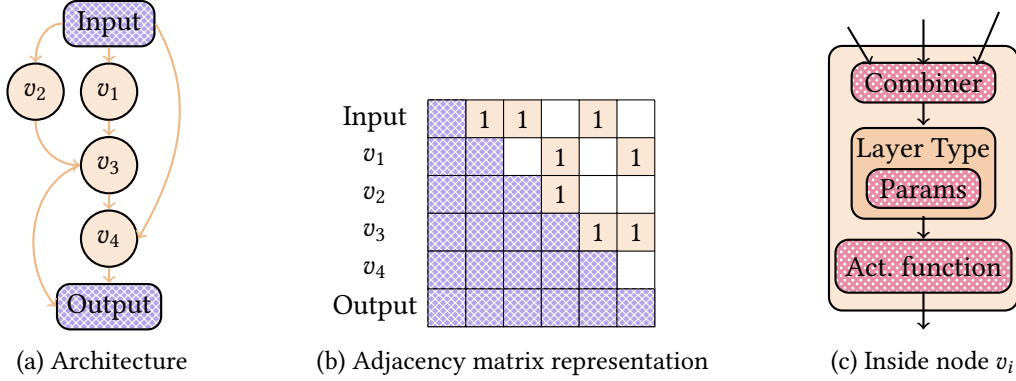 Input
v₂
v₁
v₃
v₄
Output
(a) Architecture
Input 1 1 1
v₁ 1 1
v₂ 1
v₃ 1 1
v₄
Output
(b) Adjacency matrix representation
Combiner
Layer Type
Params
Act. function
(c) Inside node vᵢ